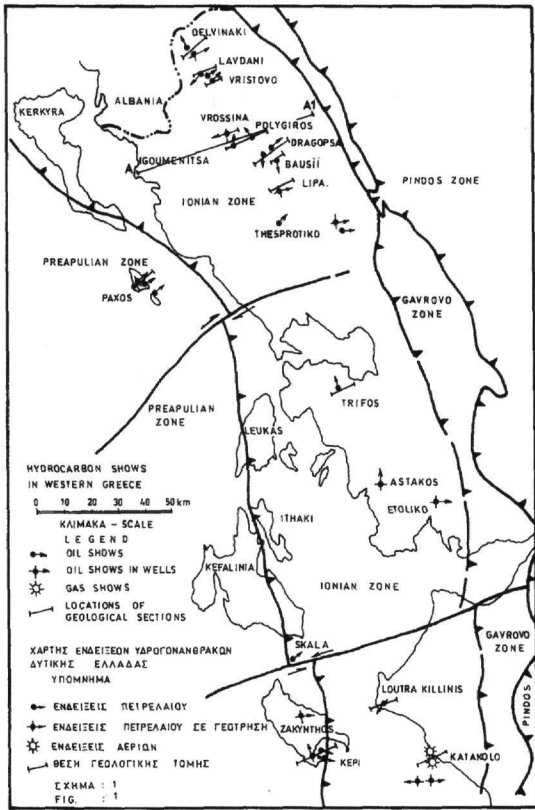 DELVINAKI
LAVDANI
VRISTOVO
ALBANIA
KERKYRA
A1
VROSSINA
POLYGIROS
DRAGOPSA
A
IGOUMENITSA
BAUSII
LIPA.
PINDOS ZONE
IONIAN ZONE
THESPROTIKO
PREAPULIAN ZONE
PAXOS
GAVROVO
ZONE
TRIFOS
PREAPULIAN
ZONE
LEUKAS
HYDROCARBON SHOWS
IN WESTERN GREECE
0 10 20 30 40 50 km
ΚΛΙΜΑΚΑ – SCALE
LEGEND
OIL SHOWS
OIL SHOWS IN WELLS
GAS SHOWS
LOCATIONS OF
GEOLOGICAL SECTIONS
ASTAKOS
ETOLIKO
ITHAKI
KEFALINIA
IONIAN ZONE
SKALA
GAVROVO
ZONE
ΧΑΡΤΗΣ ΕΝΔΕΙΞΕΩΝ ΥΔΡΟΓΟΝΑΝΘΡΑΚΩΝ
ΔΥΤΙΚΗΣ ΕΛΛΑΔΑΣ
ΥΠΟΜΝΗΜΑ
ΕΝΔΕΙΞΕΙΣ ΠΕΤΡΕΛΑΙΟΥ
ΕΝΔΕΙΞΕΙΣ ΠΕΤΡΕΛΑΙΟΥ ΣΕ ΓΕΩΤΡΗΣΗ
ΕΝΔΕΙΞΕΙΣ ΑΕΡΙΩΝ
ΘΕΣΗ ΓΕΩΛΟΓΙΚΗΣ ΤΟΜΗΣ
LOUTRA KILLINIS
ZAKYNTHOS
KEPI
KATAKOLO
PINDOS
ΣΧΗΜΑ : 1
FIG. : 1